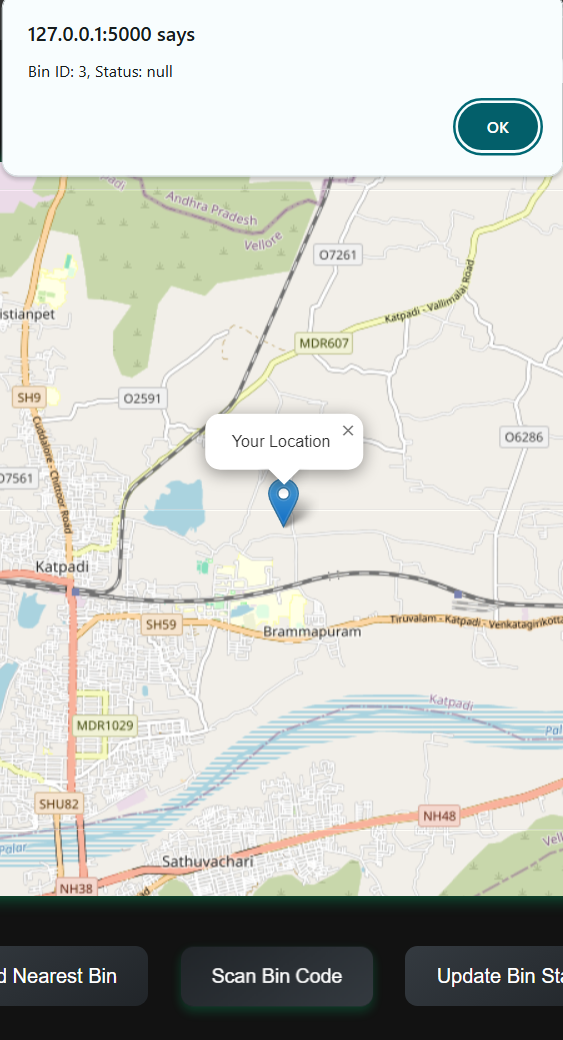 127.0.0.1:5000 says
Bin ID: 3, Status: null
OK
padi
Andhra Pradesh
Vellore
O7261
Katpadi - Vallimalai Road
istianpet
MDR607
SH9
O2591
Your Location ×
O6286
Cuddalore - Chittoor Road
O7561
Katpadi
SH59
Brammapuram
Tiruvalam - Katpadi - Venkatagirikotta
Katpadi
MDR1029
Pal
SHU82
NH48
Palar
Sathuvachari
Vell
NH38
ad
d Nearest Bin
Scan Bin Code
Update Bin Sta